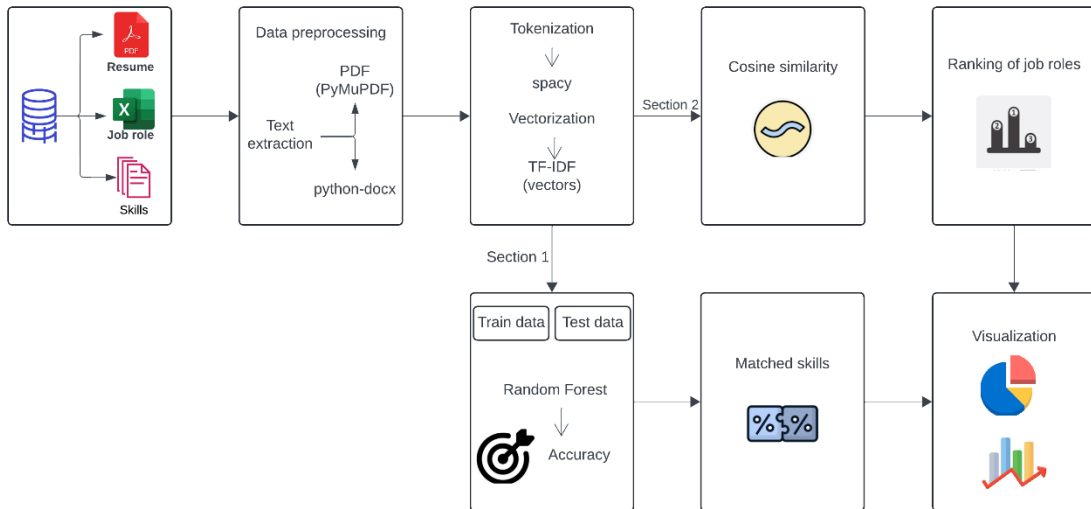 PDF
Resume
X
Job role
Skills
Data preprocessing
PDF
(PyMuPDF)
Text
extraction
python-docx
Tokenization
spacy
Vectorization
TF-IDF
(vectors)
Section 2
Cosine similarity
Ranking of job roles
1
2
3
Section 1
Train data
Test data
Random Forest
Accuracy
Matched skills
% %
Visualization